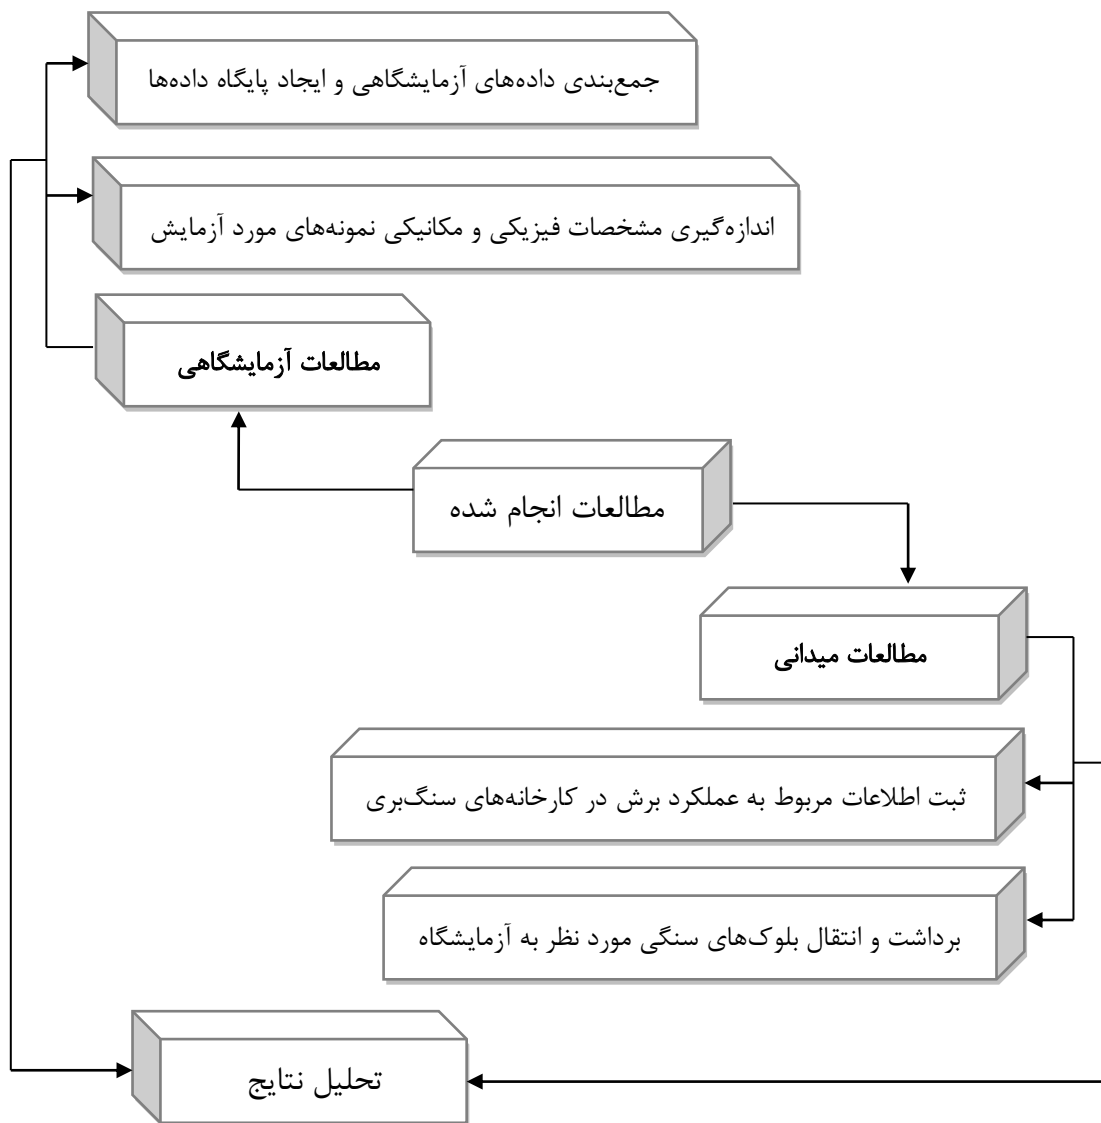 جمع‌بندی داده‌های آزمایشگاهی و ایجاد پایگاه داده‌ها
اندازه‌گیری مشخصات فیزیکی و مکانیکی نمونه‌های مورد آزمایش
مطالعات آزمایشگاهی
مطالعات انجام شده
مطالعات میدانی
ثبت اطلاعات مربوط به عملکرد برش در کارخانه‌های سنگ‌بری
برداشت و انتقال بلوک‌های سنگی مورد نظر به آزمایشگاه
تحلیل نتایج